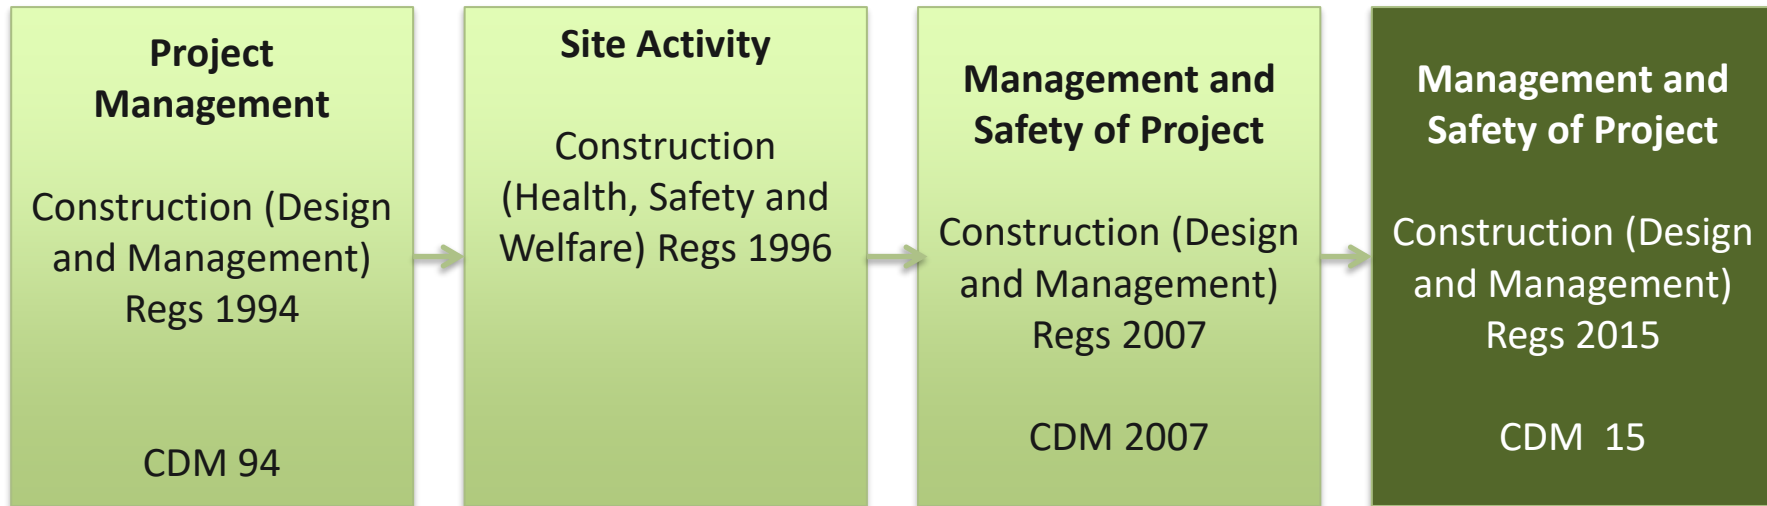 Project
Management
Construction (Design
and Management)
Regs 1994
CDM 94
Site Activity
Construction
(Health, Safety and
Welfare) Regs 1996
Management and
Safety of Project
Construction (Design
and Management)
Regs 2007
CDM 2007
Management and
Safety of Project
Construction (Design
and Management)
Regs 2015
CDM  15